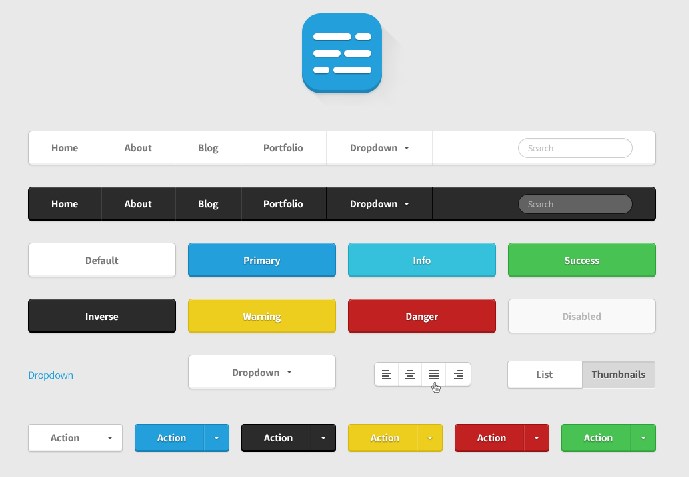 Home About Blog Portfolio Dropdown Search
Home About Blog Portfolio Dropdown Search
Default Primary Info Success
Inverse Warning Danger Disabled
Dropdown Dropdown List Thumbnails
Action Action Action Action Action Action